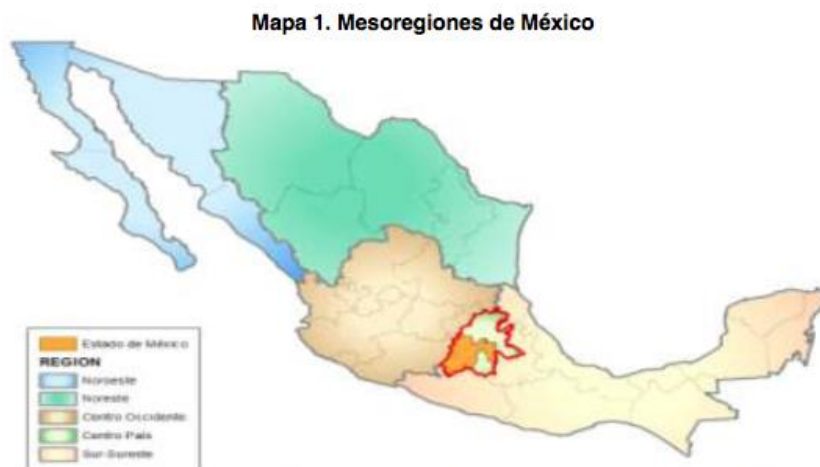 Mapa 1. Mesoregiones de México
Estado de México
REGION
Noroeste
Noreste
Centro Occidente
Centro País
Sur-Sureste